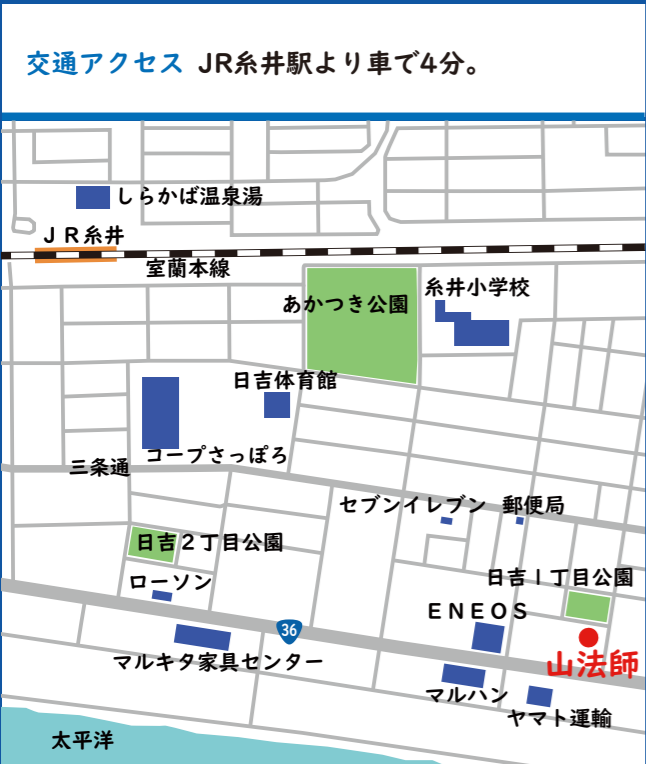 交通アクセス JR糸井駅より車で4分。
しらかば温泉湯
JR糸井
室蘭本線
あかつき公園
糸井小学校
日吉体育館
コープさっぽろ
三条通
セブンイレブン
郵便局
日吉2丁目公園
日吉1丁目公園
ローソン
ENEOS
36
マルキタ家具センター
山法師
マルハン
ヤマト運輸
太平洋